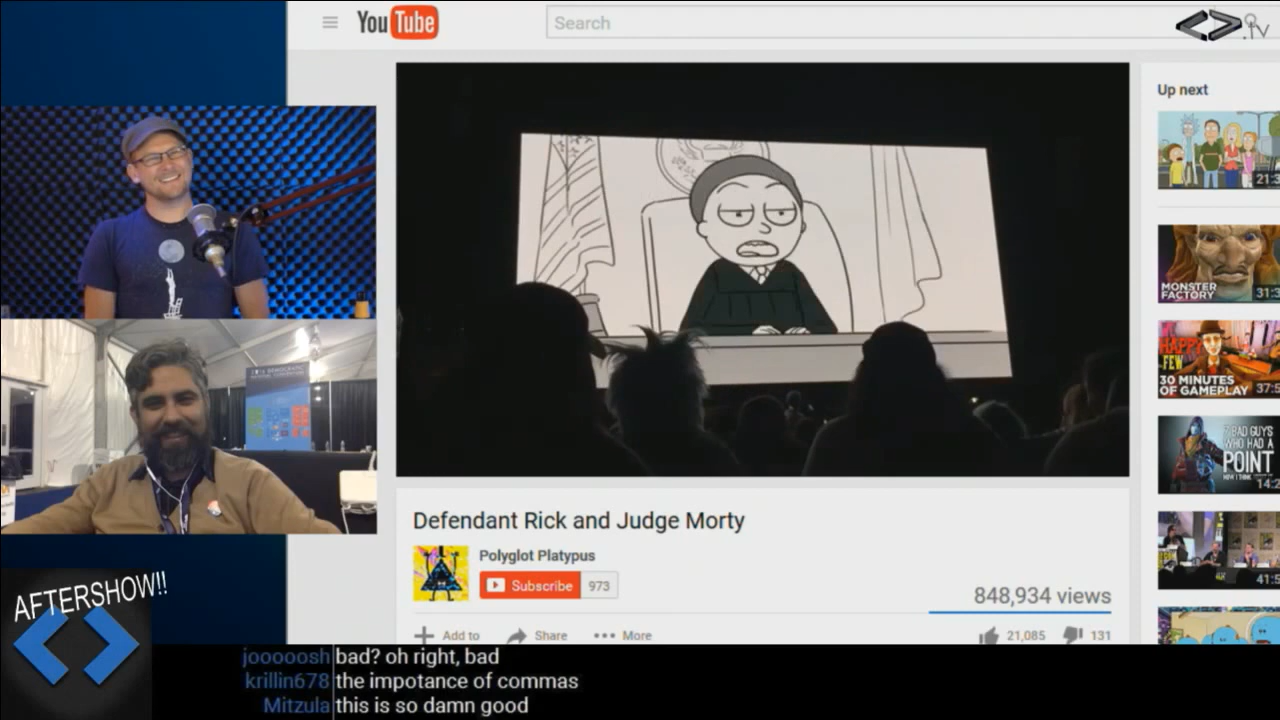 YouTube
Search
<>.tv
Up next
21:3
MONSTER
FACTORY
31:3
HAPPY
FEW
30 MINUTES
OF GAMEPLAY
37:5
BAD GUYS
WHO HAD A
POINT
14:2
41:5
Defendant Rick and Judge Morty
Polyglot Platypus
Subscribe 973
848,934 views
Add to Share More 21,085 131
AFTERSHOW!!
jooooosh bad? oh right, bad
krillin678 the impotance of commas
Mitzula this is so damn good